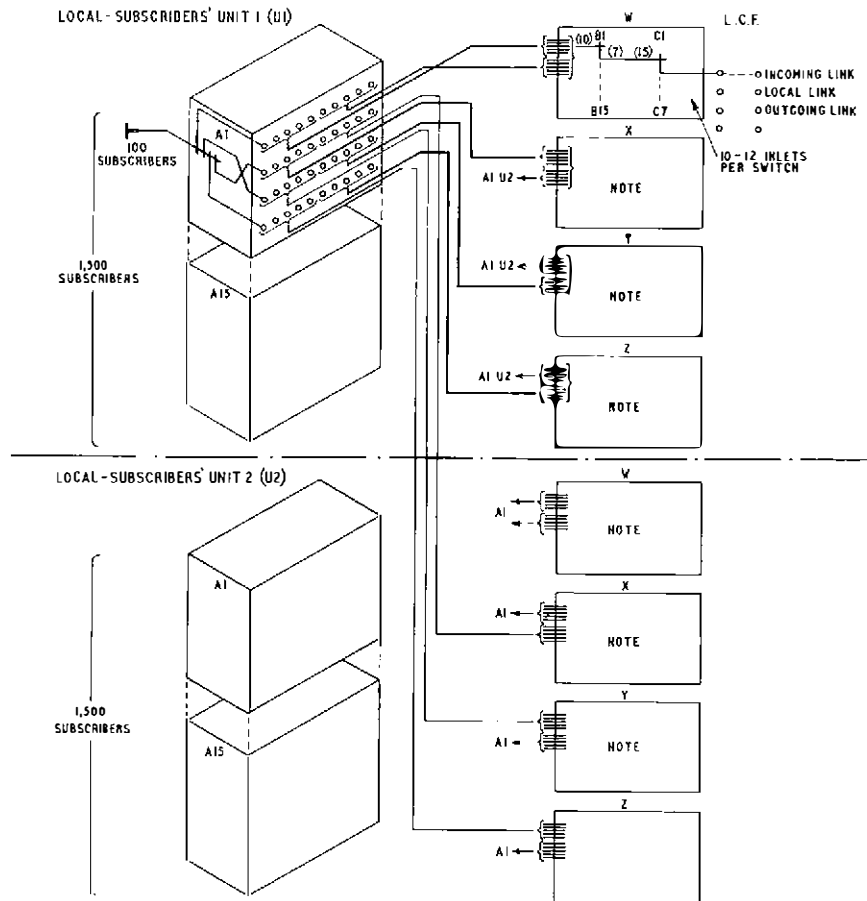 LOCAL-SUBSCRIBERS' UNIT 1 (U1)
W
L.C.F.
(10)
B1
(7)
(15)
C1
INCOMING LINK
LOCAL LINK
OUTGOING LINK
B15
C7
10-12 INLETS
PER SWITCH
A1
100
SUBSCRIBERS
1,500
SUBSCRIBERS
A15
X
A1 U2
NOTE
Y
A1 U2
NOTE
Z
A1 U2
NOTE
LOCAL-SUBSCRIBERS' UNIT 2 (U2)
A1
1,500
SUBSCRIBERS
A15
W
A1
NOTE
X
A1
NOTE
Y
A1
NOTE
Z
A1